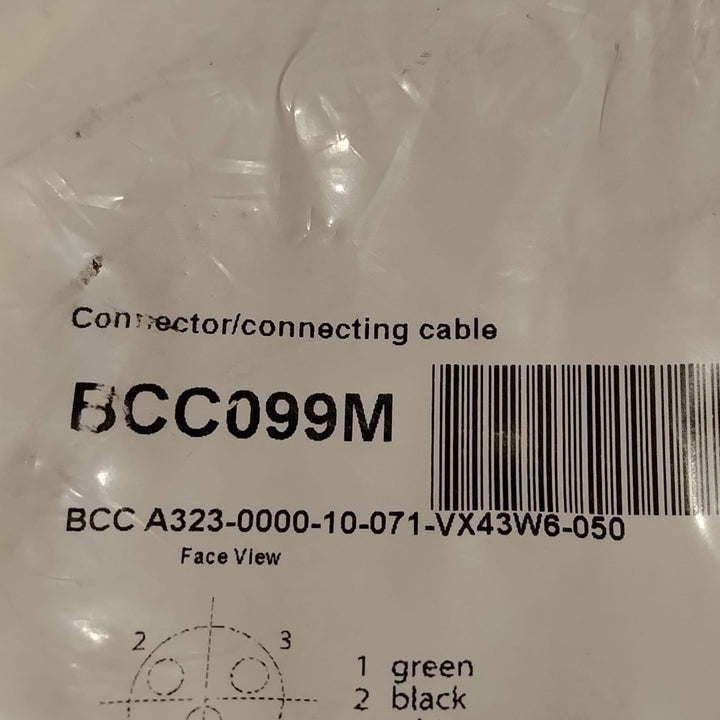 Connector/connecting cable
BCC099M
BCC A323-0000-10-071-VX43W6-050
Face View
2 3
1 green
2 black